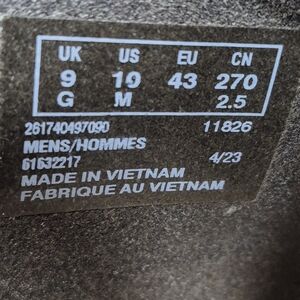 UK US EU CN
9 10 43 270
G M 2.5
261740497090 11826
MENS/HOMMES
61632217 4/23
MADE IN VIETNAM
FABRIQUE AU VIETNAM